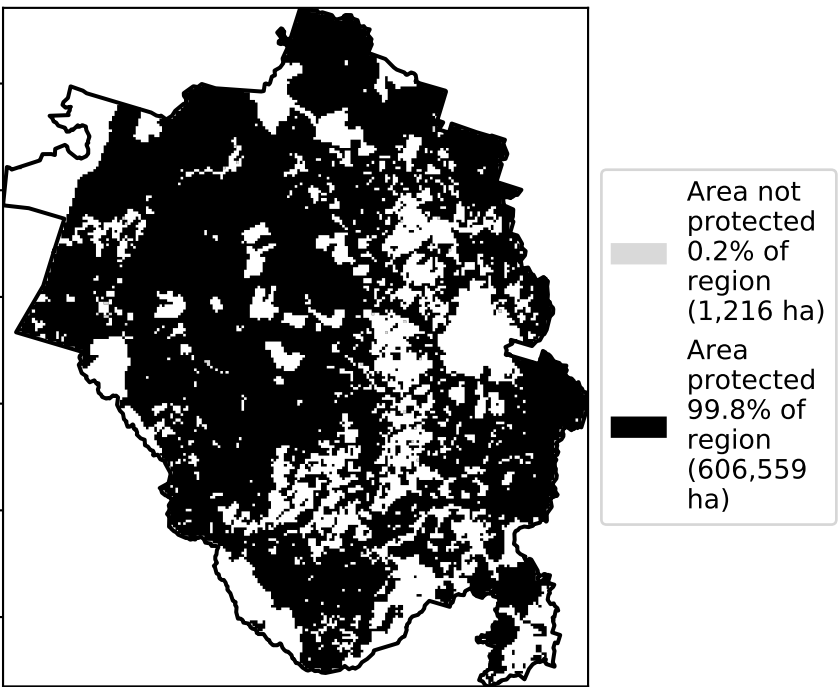 Area not
protected
0.2% of
region
(1,216 ha)
Area
protected
99.8% of
region
(606,559
ha)